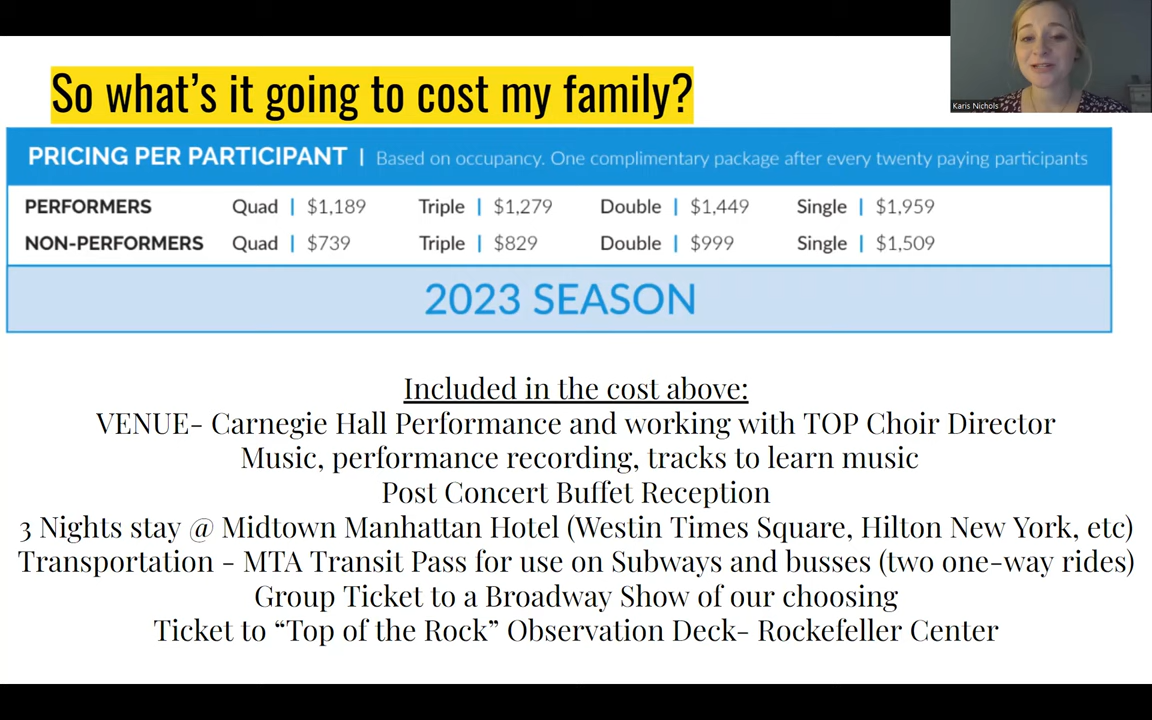 So what's it going to cost my family?
Karis Nichols
PRICING PER PARTICIPANT | Based on occupancy. One complimentary package after every twenty paying participants
PERFORMERS Quad | $1,189 Triple | $1,279 Double | $1,449 Single | $1,959
NON-PERFORMERS Quad | $739 Triple | $829 Double | $999 Single | $1,509
2023 SEASON
Included in the cost above:
VENUE- Carnegie Hall Performance and working with TOP Choir Director
Music, performance recording, tracks to learn music
Post Concert Buffet Reception
3 Nights stay @ Midtown Manhattan Hotel (Westin Times Square, Hilton New York, etc)
Transportation - MTA Transit Pass for use on Subways and busses (two one-way rides)
Group Ticket to a Broadway Show of our choosing
Ticket to “Top of the Rock” Observation Deck- Rockefeller Center